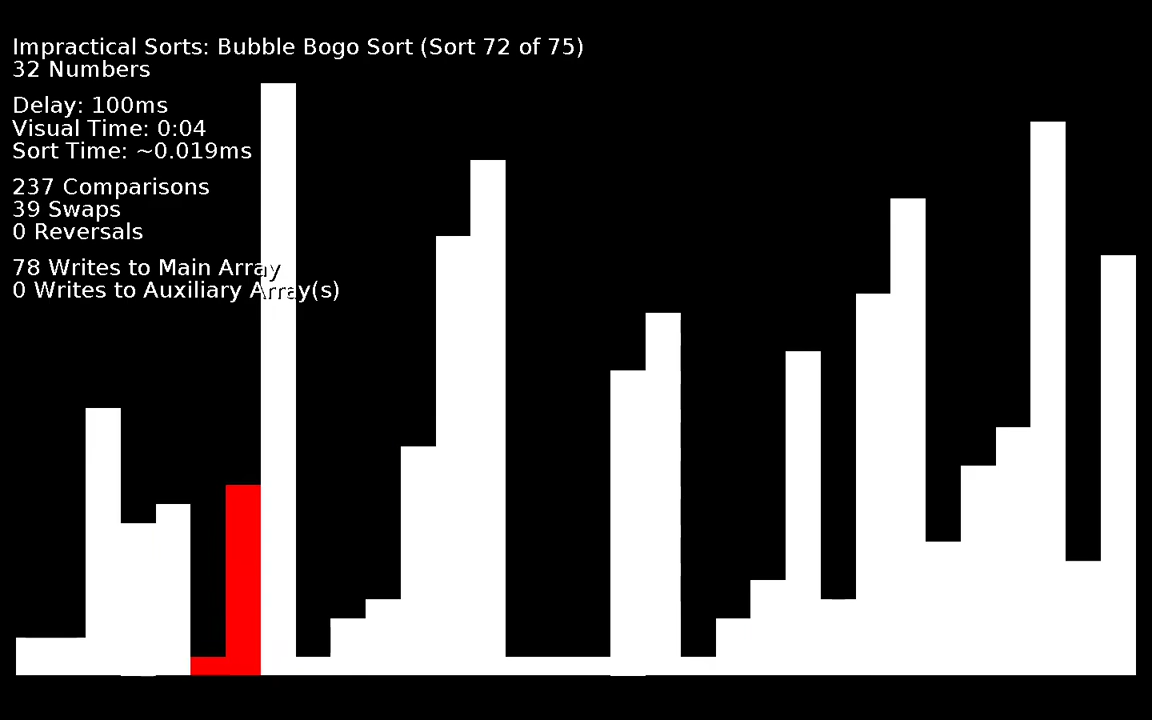 Impractical Sorts: Bubble Bogo Sort (Sort 72 of 75)
32 Numbers
Delay: 100ms
Visual Time: 0:04
Sort Time: ~0.019ms
237 Comparisons
39 Swaps
0 Reversals
78 Writes to Main Array
0 Writes to Auxiliary Array(s)